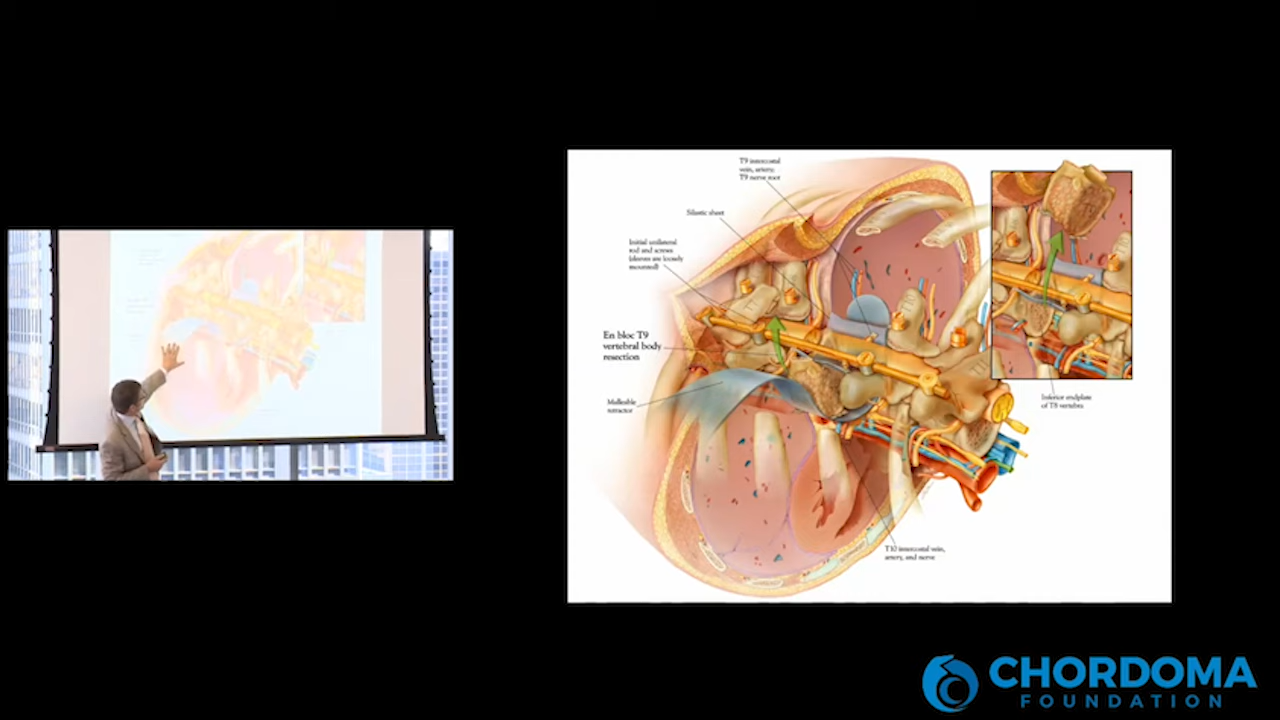 T9 intercostal
vein, artery,
T9 nerve root
Silastic sheet
Initial unilateral
rod and screws
(sleeves are loosely
mounted)
En bloc T9
vertebral body
resection
Malleable
retractor
Inferior endplate
of T8 vertebra
T10 intercostal vein,
artery, and nerve
CHORDOMA
FOUNDATION